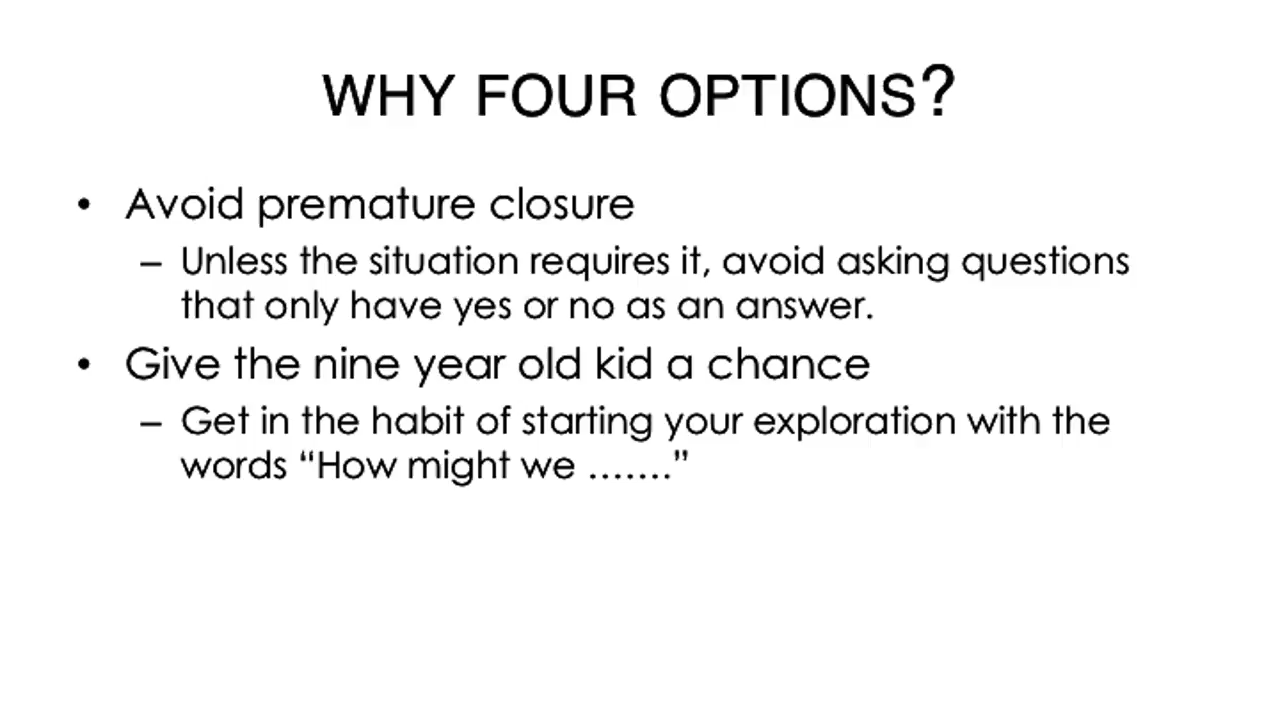 WHY FOUR OPTIONS?
• Avoid premature closure
– Unless the situation requires it, avoid asking questions
that only have yes or no as an answer.
• Give the nine year old kid a chance
– Get in the habit of starting your exploration with the
words “How might we .......”